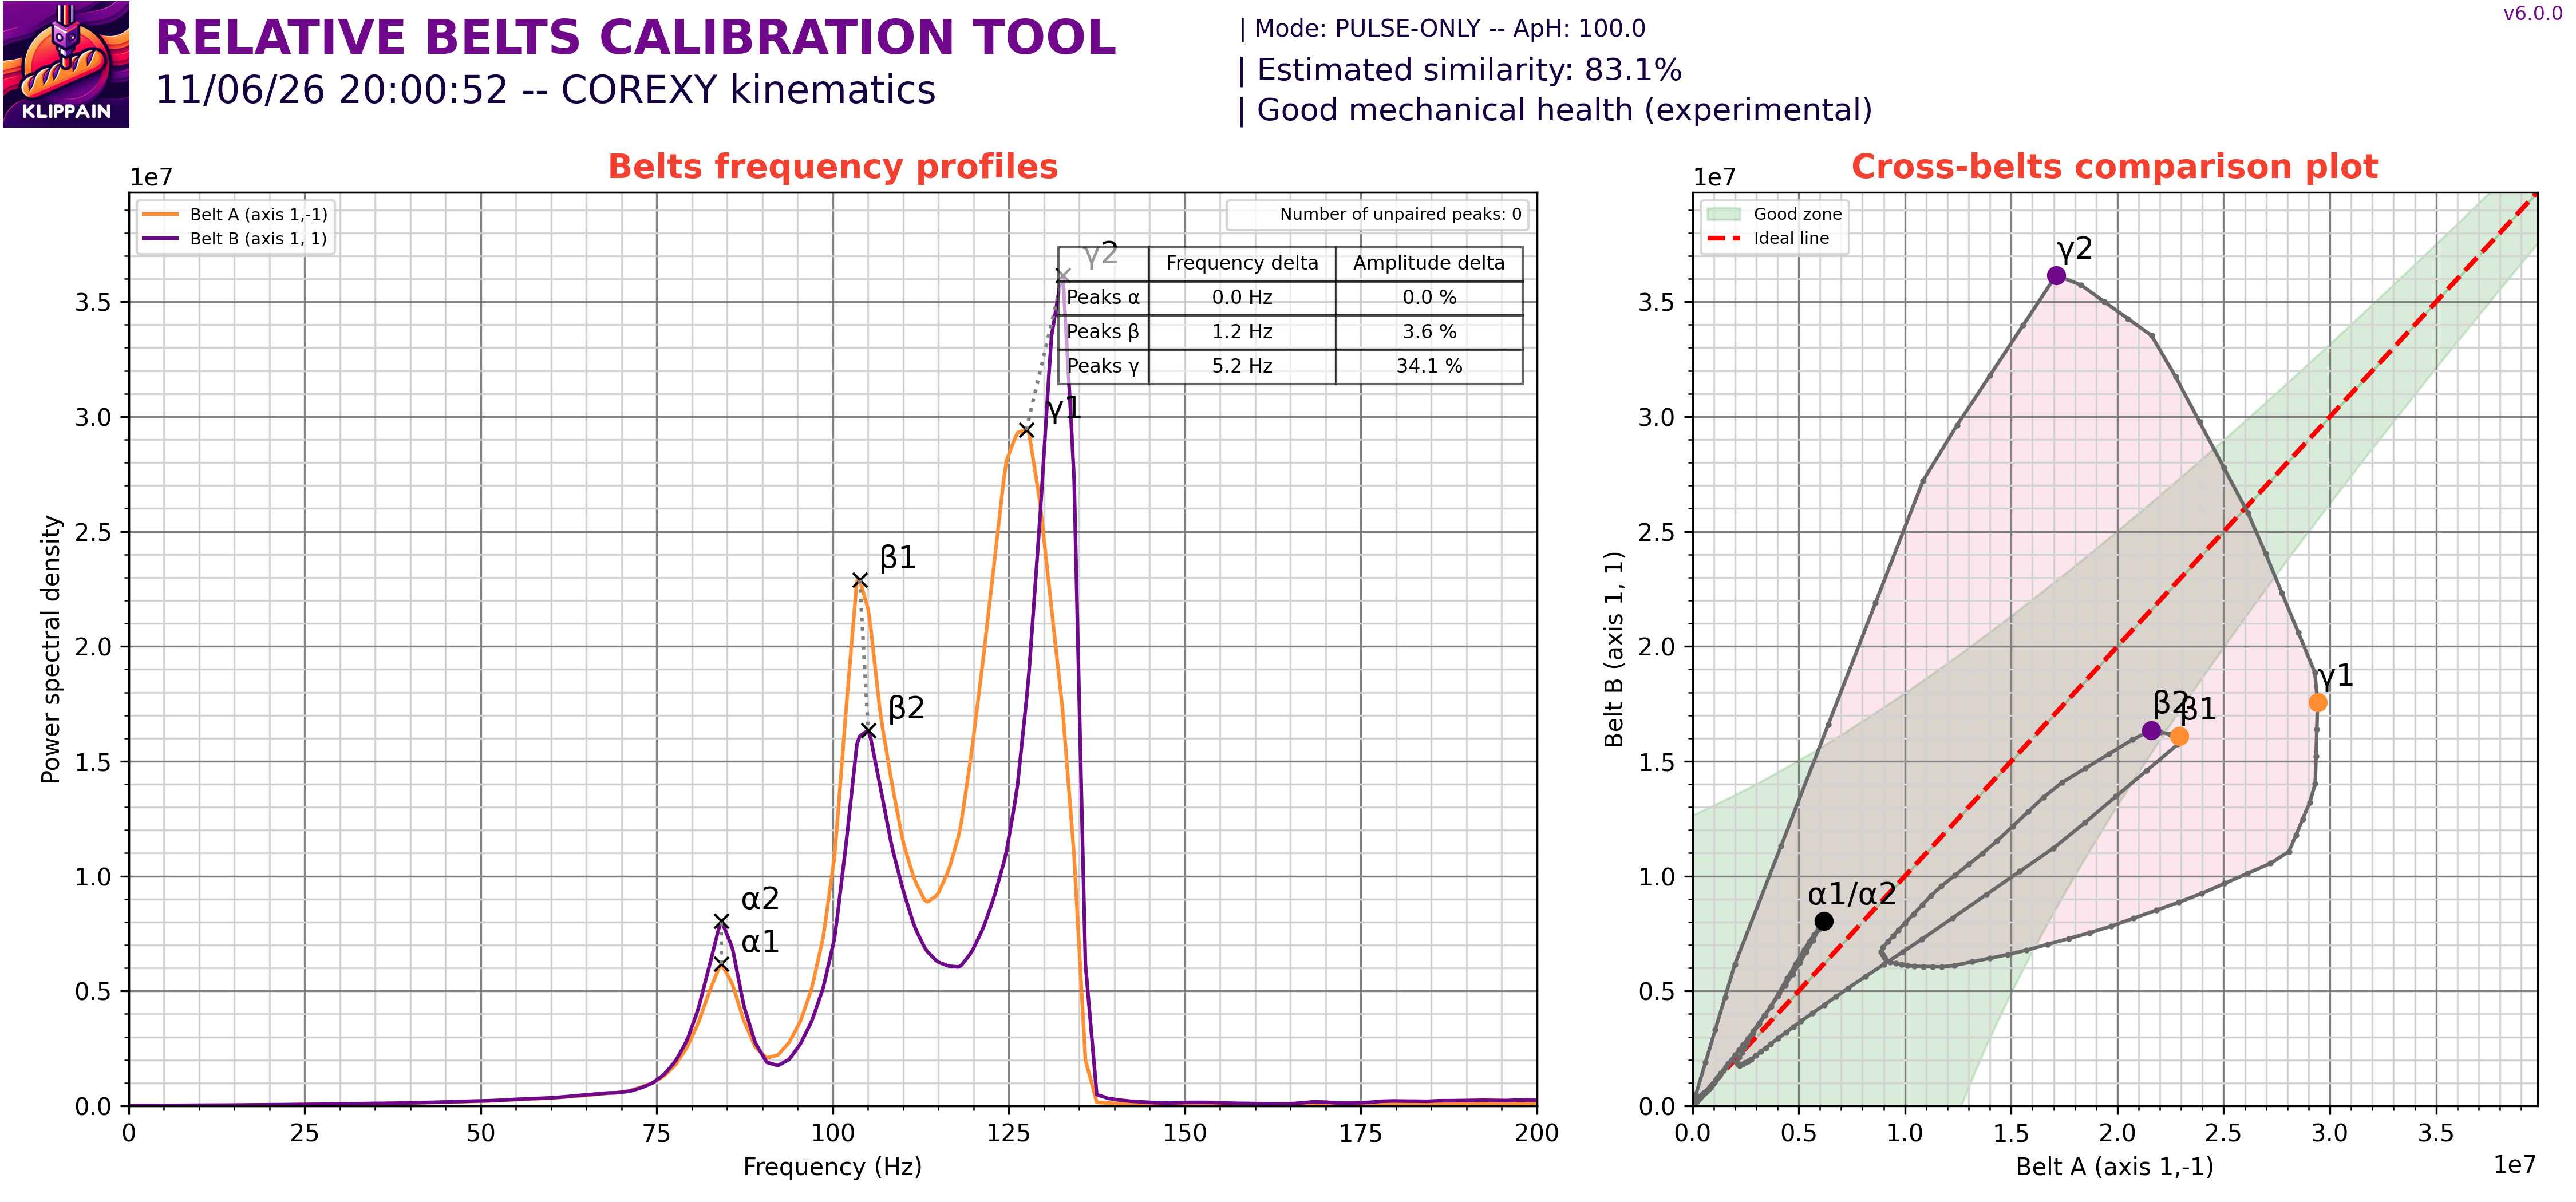 KLIPPAIN
RELATIVE BELTS CALIBRATION TOOL
11/06/26 20:00:52 -- COREXY kinematics
| Mode: PULSE-ONLY -- ApH: 100.0
| Estimated similarity: 83.1%
| Good mechanical health (experimental)
v6.0.0
Belts frequency profiles
1e7
Belt A (axis 1,-1)
Belt B (axis 1, 1)
Number of unpaired peaks: 0
Frequency delta Amplitude delta
Peaks α 0.0 Hz 0.0 %
Peaks β 1.2 Hz 3.6 %
Peaks γ 5.2 Hz 34.1 %
γ2
γ1
β1
β2
α2
α1
Power spectral density
3.5
3.0
2.5
2.0
1.5
1.0
0.5
0.0
0 25 50 75 100 125 150 175 200
Frequency (Hz)
Cross-belts comparison plot
1e7
Good zone
Ideal line
γ2
γ1
β2
β1
α1/α2
Belt B (axis 1, 1)
3.5
3.0
2.5
2.0
1.5
1.0
0.5
0.0
0.0 0.5 1.0 1.5 2.0 2.5 3.0 3.5
Belt A (axis 1,-1)
1e7